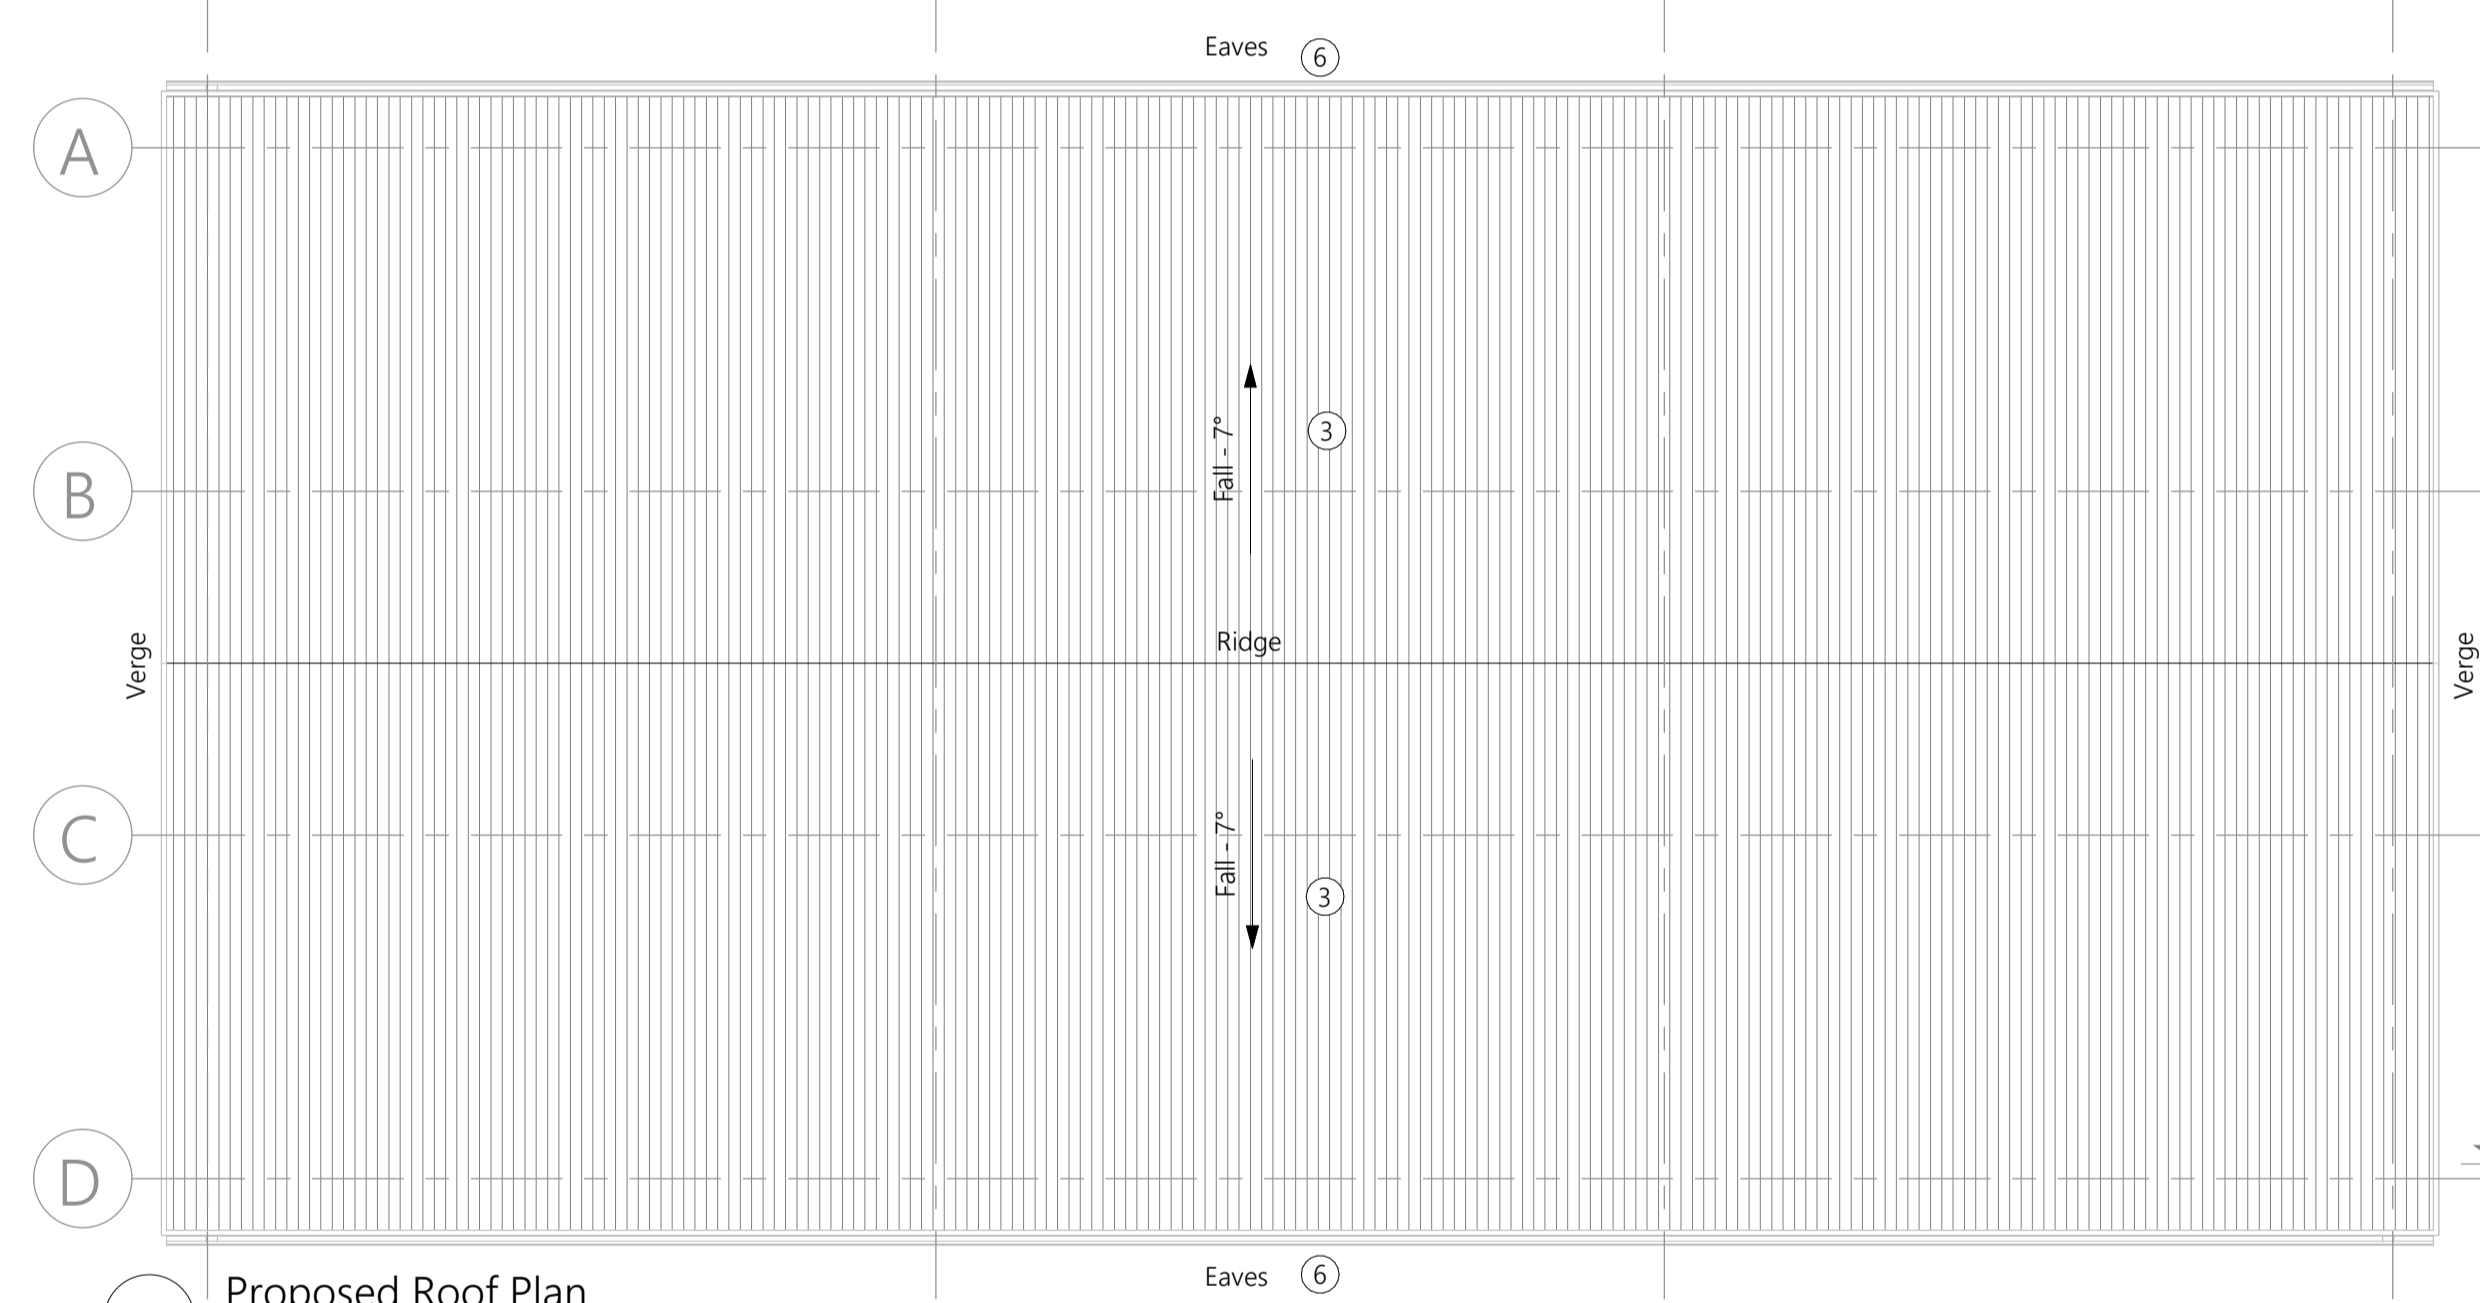 Eaves 6
A
Fall - 7° 3
B
Verge
Ridge
Verge
C
Fall - 7° 3
D
Eaves 6
Proposed Roof Plan